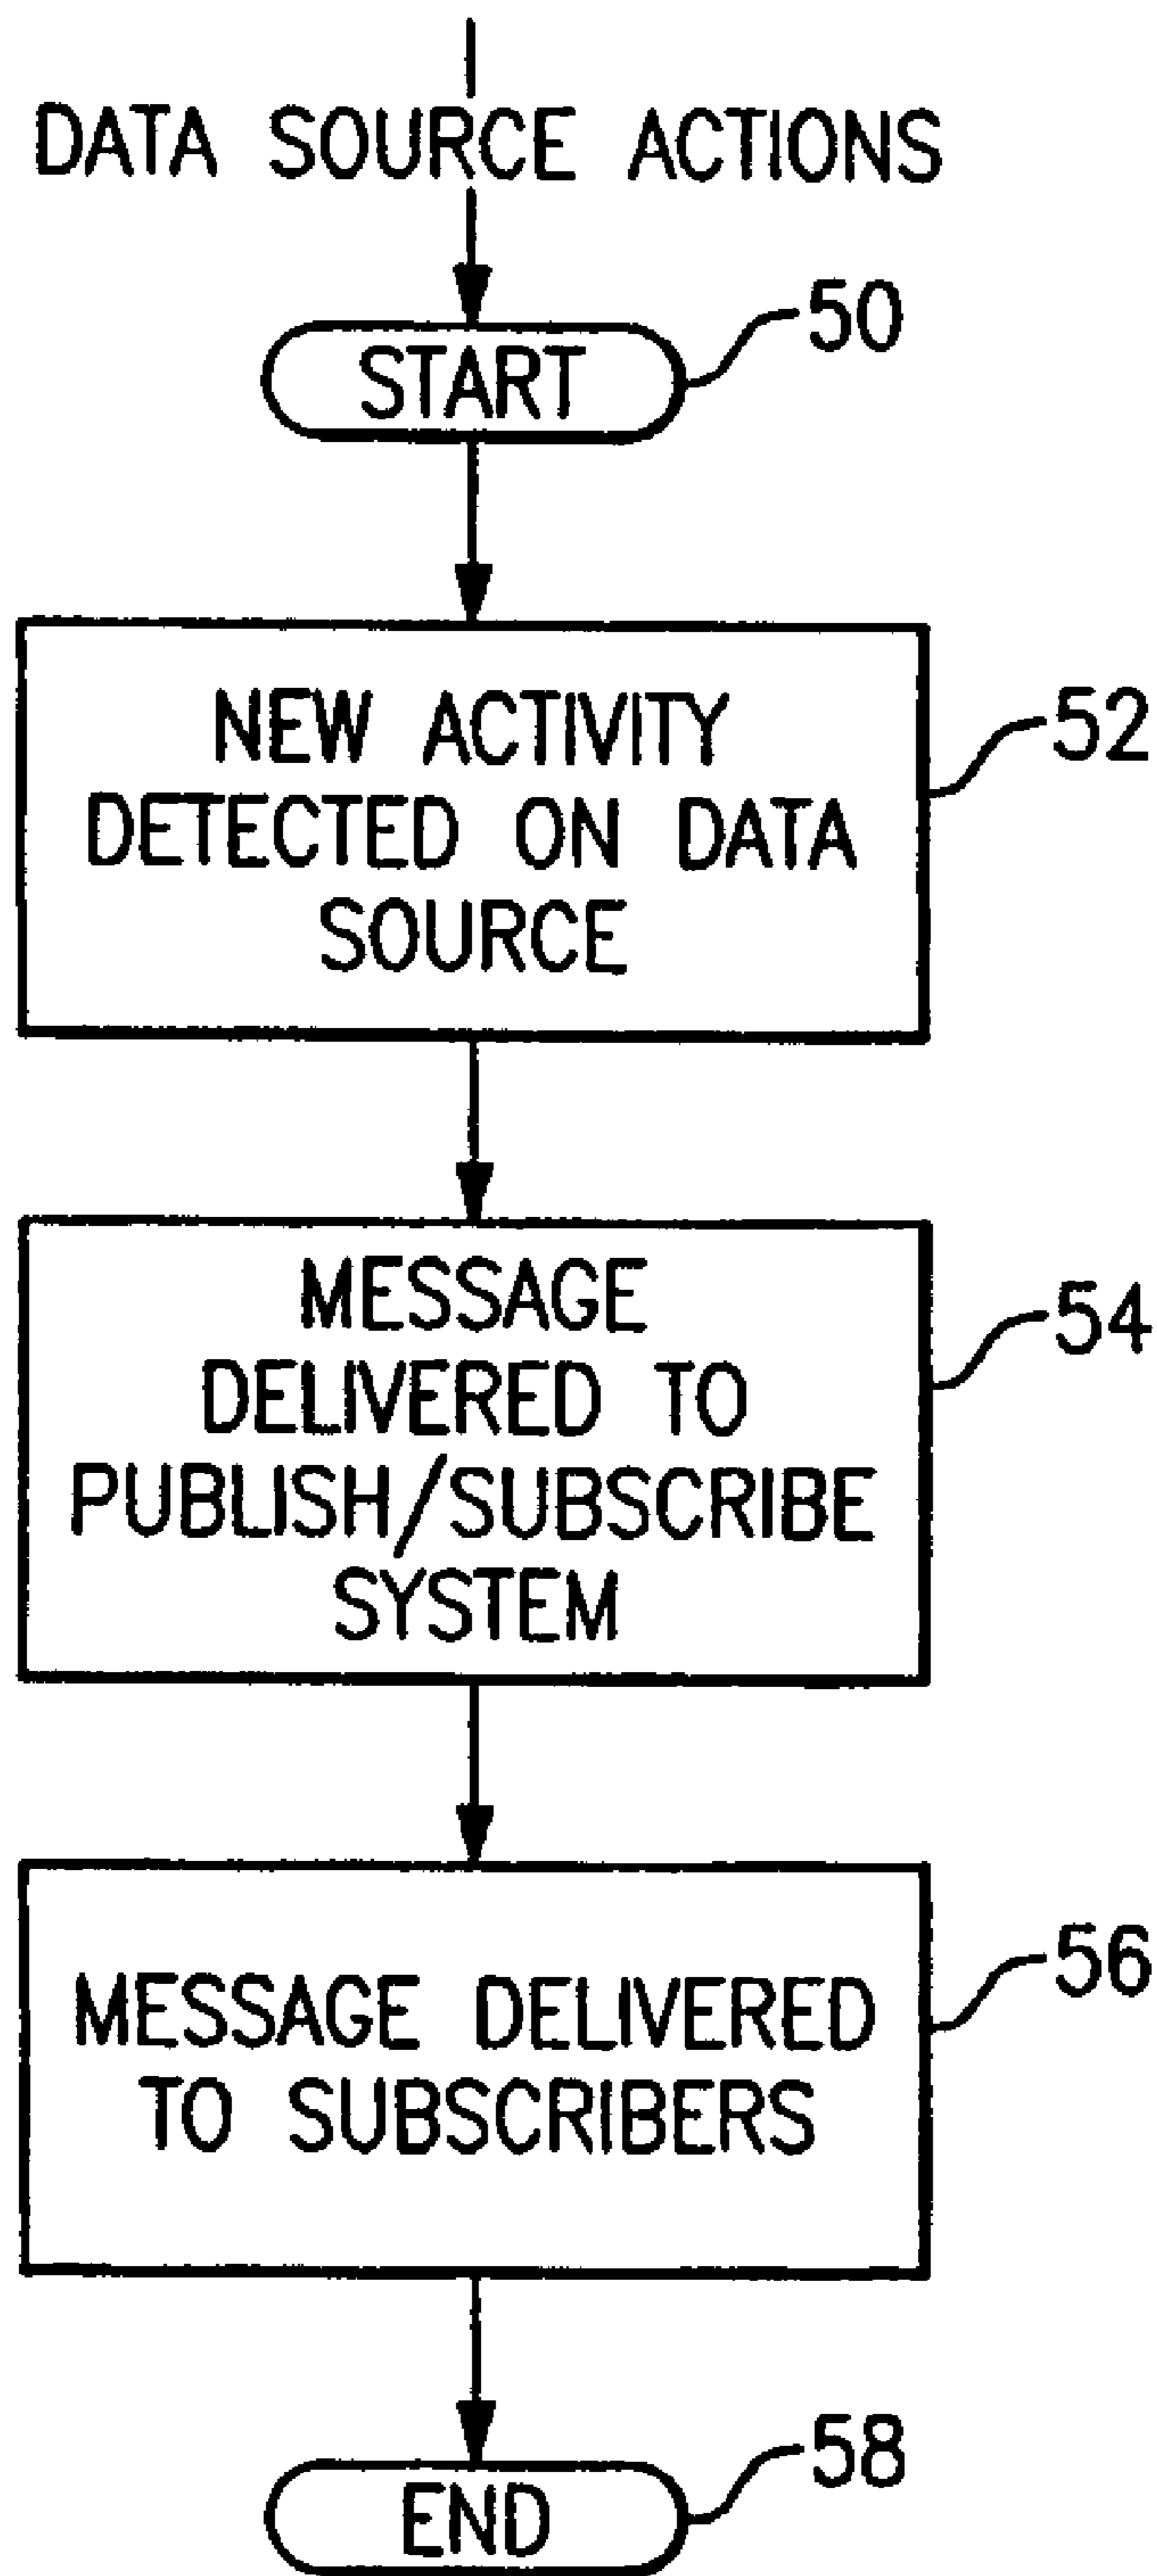 DATA SOURCE ACTIONS
START
50
NEW ACTIVITY
DETECTED ON DATA
SOURCE
52
MESSAGE
DELIVERED TO
PUBLISH/SUBSCRIBE
SYSTEM
54
MESSAGE DELIVERED
TO SUBSCRIBERS
56
END
58